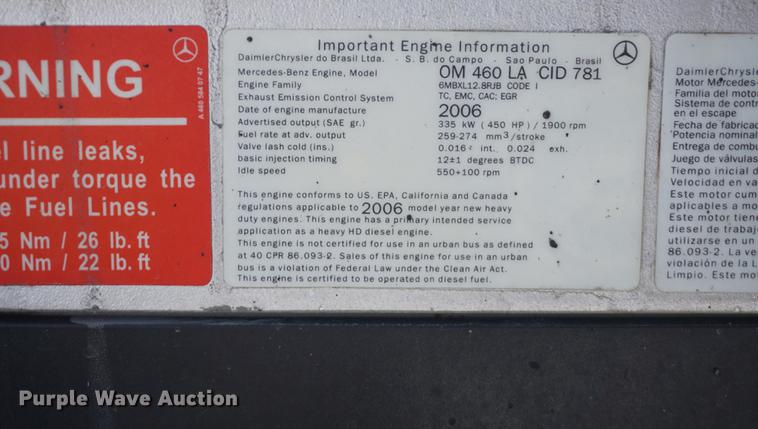 RNING
l line leaks,
under torque the
e Fuel Lines.
5 Nm / 26 lb.ft
0 Nm / 22 lb.ft
A 460 584 07 47
Important Engine Information
DaimlerChrysler do Brasil Ltda. - S. B. do Campo - Sao Paulo - Brasil
Mercedes-Benz Engine, Model OM 460 LA CID 781
Engine Family 6MBXL12.8RJB CODE I
Exhaust Emission Control System TC, EMC, CAC; EGR
Date of engine manufacture 2006
Advertised output (SAE gr.) 335 kW (450 HP) / 1900 rpm
Fuel rate at adv. output 259-274 mm3/stroke
Valve lash cold (ins.) 0.016² int. 0.024 exh.
basic injection timing 12±1 degrees BTDC
Idle speed 550+100 rpm
This engine conforms to US. EPA, California and Canada
regulations applicable to 2006 model year new heavy
duty engines. This engine has a primary intended service
application as a heavy HD diesel engine.
This engine is not certified for use in an urban bus as defined
at 40 CPR 86.093-2. Sales of this engine for use in an urban
bus is a violation of Federal Law under the Clean Air Act.
This engine is certified to be operated on diesel fuel.
DaimlerChrysle
Motor Mercedes-
Familia del moto
Sistema de contr
en el escape
Fecha de fabricac
Potencia nominal
Entrega de combu
Juego de válvulas
Tiempo inicial d
Velocidad en va
Este motor cum
aplicables a mo
Este motor tiene
diesel de trabaj
utilizarse en un
86.093-2. La ve
violación de la L
Limpio. Este mot
Purple Wave Auction